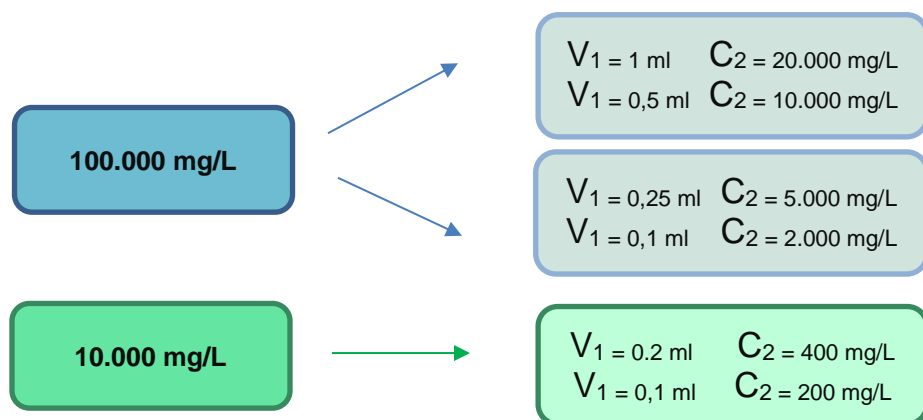 100.000 mg/L
V1 = 1 ml C2 = 20.000 mg/L
V1 = 0,5 ml C2 = 10.000 mg/L
V1 = 0,25 ml C2 = 5.000 mg/L
V1 = 0,1 ml C2 = 2.000 mg/L
10.000 mg/L
V1 = 0.2 ml C2 = 400 mg/L
V1 = 0,1 ml C2 = 200 mg/L